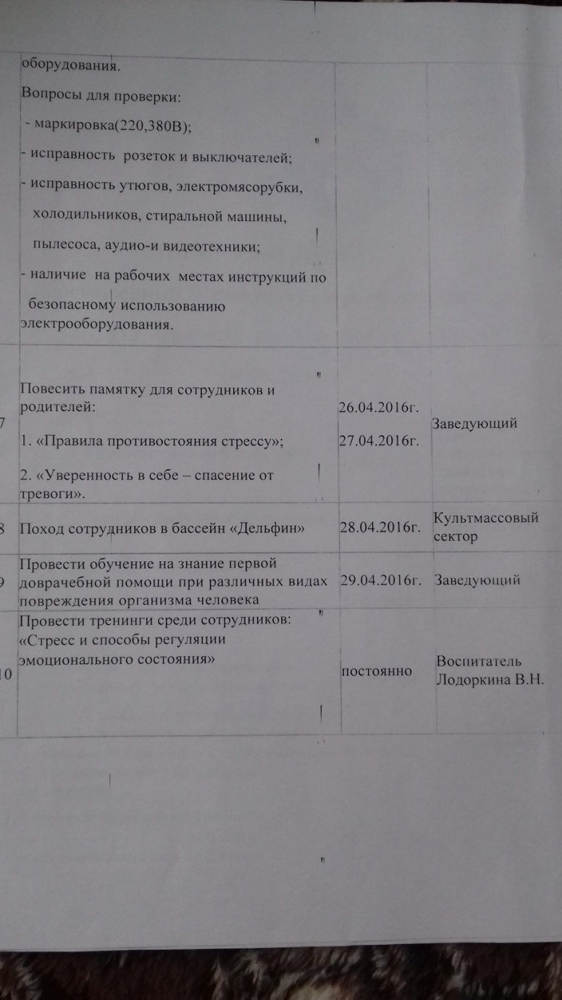 оборудования.
Вопросы для проверки:
- маркировка(220,380В);
- исправность розеток и выключателей;
- исправность утюгов, электромясорубки,
холодильников, стиральной машины,
пылесоса, аудио-и видеотехники;
- наличие на рабочих местах инструкций по
безопасному использованию
электрооборудования.
7
Повесить памятку для сотрудников и
родителей:
1. «Правила противостояния стрессу»;
2. «Уверенность в себе – спасение от
тревоги».
26.04.2016г.
27.04.2016г.
Заведующий
8
Поход сотрудников в бассейн «Дельфин»
28.04.2016г.
Культмассовый
сектор
9
Провести обучение на знание первой
доврачебной помощи при различных видах
повреждения организма человека
29.04.2016г.
Заведующий
10
Провести тренинги среди сотрудников:
«Стресс и способы регуляции
эмоционального состояния»
постоянно
Воспитатель
Лодоркина В.Н.